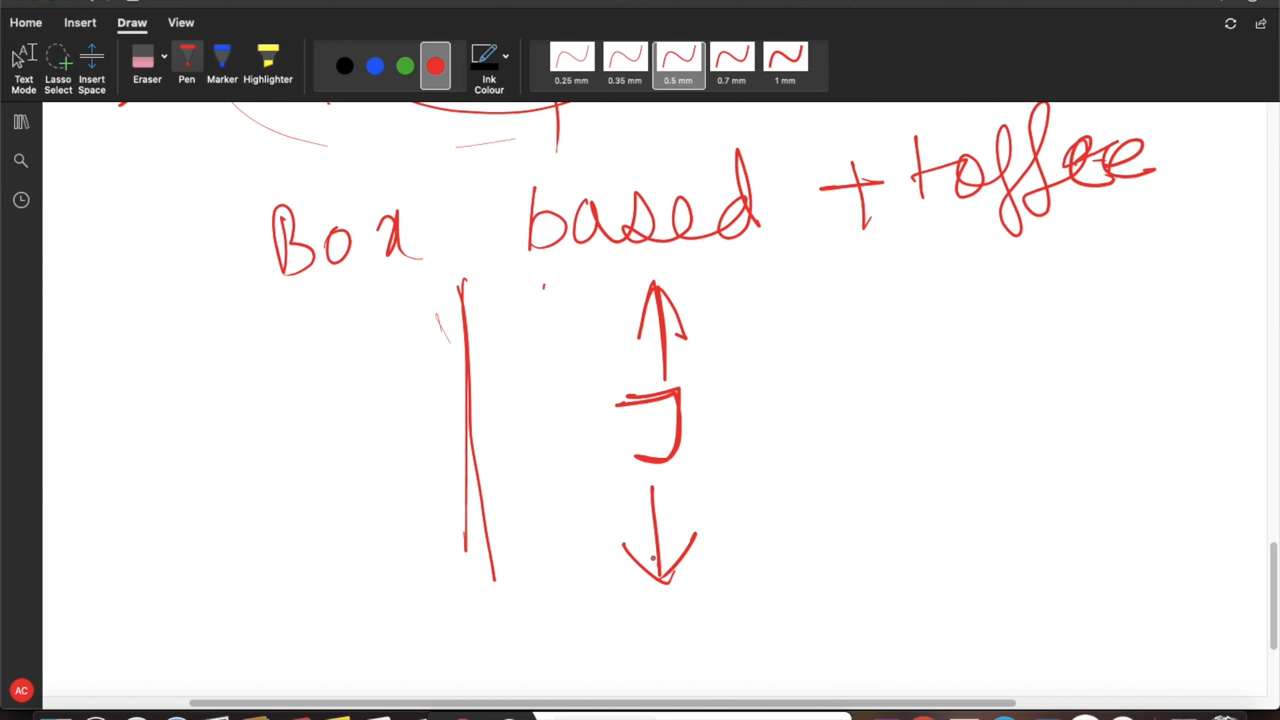 Home Insert Draw View
Text Mode Lasso Select Insert Space Eraser Pen Marker Highlighter Ink Colour 0.25 mm 0.35 mm 0.5 mm 0.7 mm 1 mm
Box based + toffee
AC